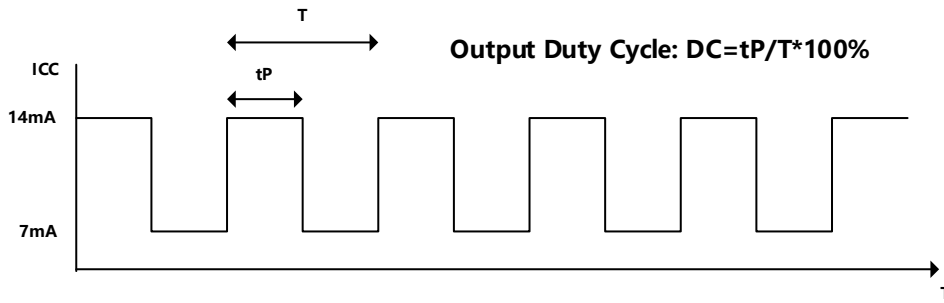 T
Output Duty Cycle: DC=tP/T*100%
ICC
tP
14mA
7mA
T